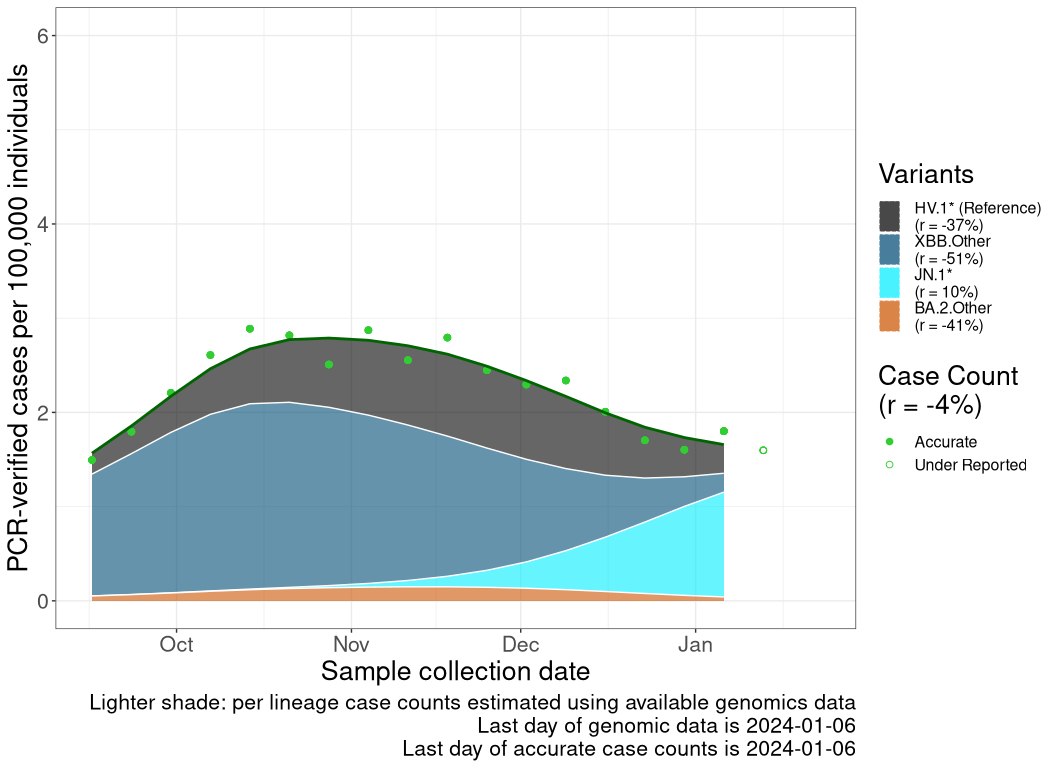 PCR-verified cases per 100,000 individuals
6
4
2
0
Oct
Nov
Dec
Jan
Sample collection date
Lighter shade: per lineage case counts estimated using available genomics data
Last day of genomic data is 2024-01-06
Last day of accurate case counts is 2024-01-06
Variants
HV.1* (Reference)
(r = -37%)
XBB.Other
(r = -51%)
JN.1*
(r = 10%)
BA.2.Other
(r = -41%)
Case Count
(r = -4%)
Accurate
Under Reported